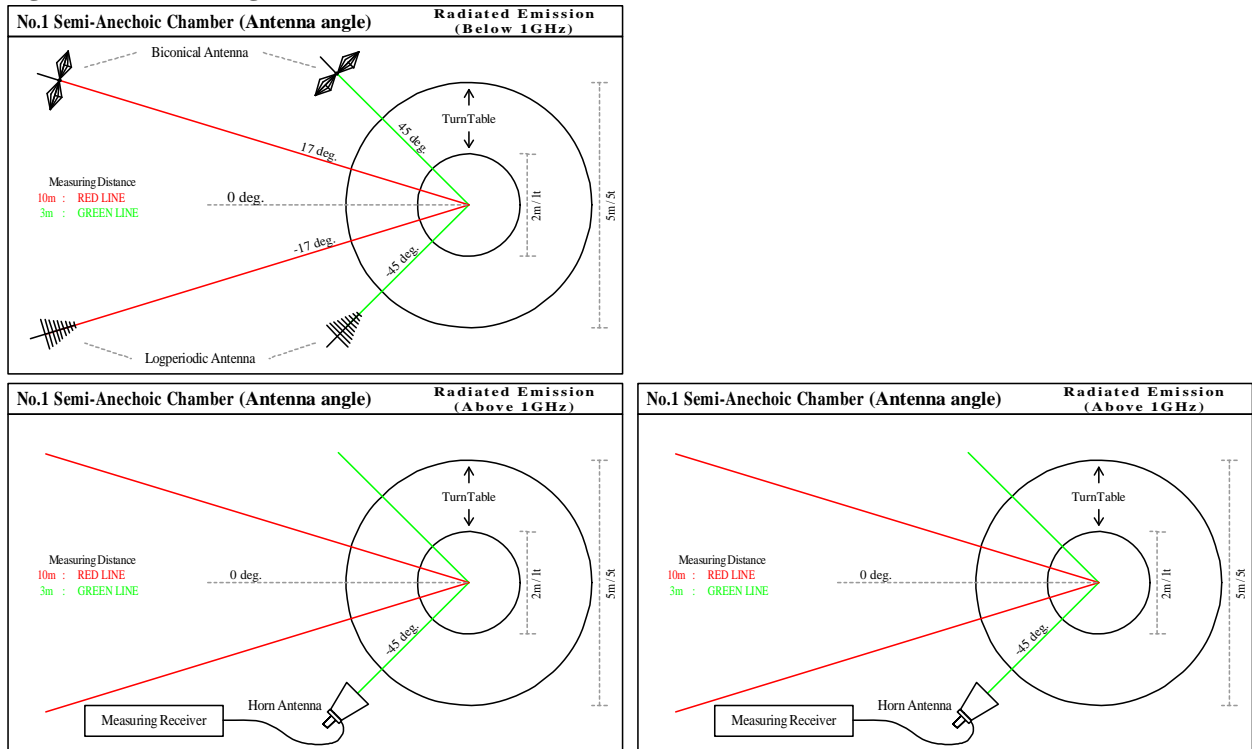 No.1 Semi-Anechoic Chamber (Antenna angle)
Radiated Emission
(Below 1GHz)
Biconical Antenna
TurnTable
45 deg.
17 deg.
Measuring Distance
10m : RED LINE
3m : GREEN LINE
0 deg.
2m / 1t
5m / 5t
-17 deg.
-45 deg.
Logperiodic Antenna
No.1 Semi-Anechoic Chamber (Antenna angle)
Radiated Emission
(Above 1GHz)
TurnTable
Measuring Distance
10m : RED LINE
3m : GREEN LINE
0 deg.
2m / 1t
5m / 5t
-45 deg.
Horn Antenna
Measuring Receiver
No.1 Semi-Anechoic Chamber (Antenna angle)
Radiated Emission
(Above 1GHz)
TurnTable
Measuring Distance
10m : RED LINE
3m : GREEN LINE
0 deg.
2m / 1t
5m / 5t
-45 deg.
Horn Antenna
Measuring Receiver